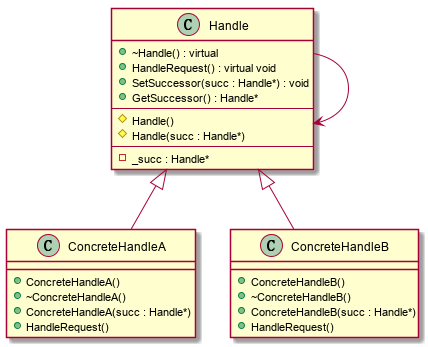 C Handle
~Handle() : virtual
HandleRequest() : virtual void
SetSuccessor(succ : Handle*) : void
GetSuccessor() : Handle*
Handle()
Handle(succ : Handle*)
_succ : Handle*
C ConcreteHandleA
ConcreteHandleA()
~ConcreteHandleA()
ConcreteHandleA(succ : Handle*)
HandleRequest()
C ConcreteHandleB
ConcreteHandleB()
~ConcreteHandleB()
ConcreteHandleB(succ : Handle*)
HandleRequest()